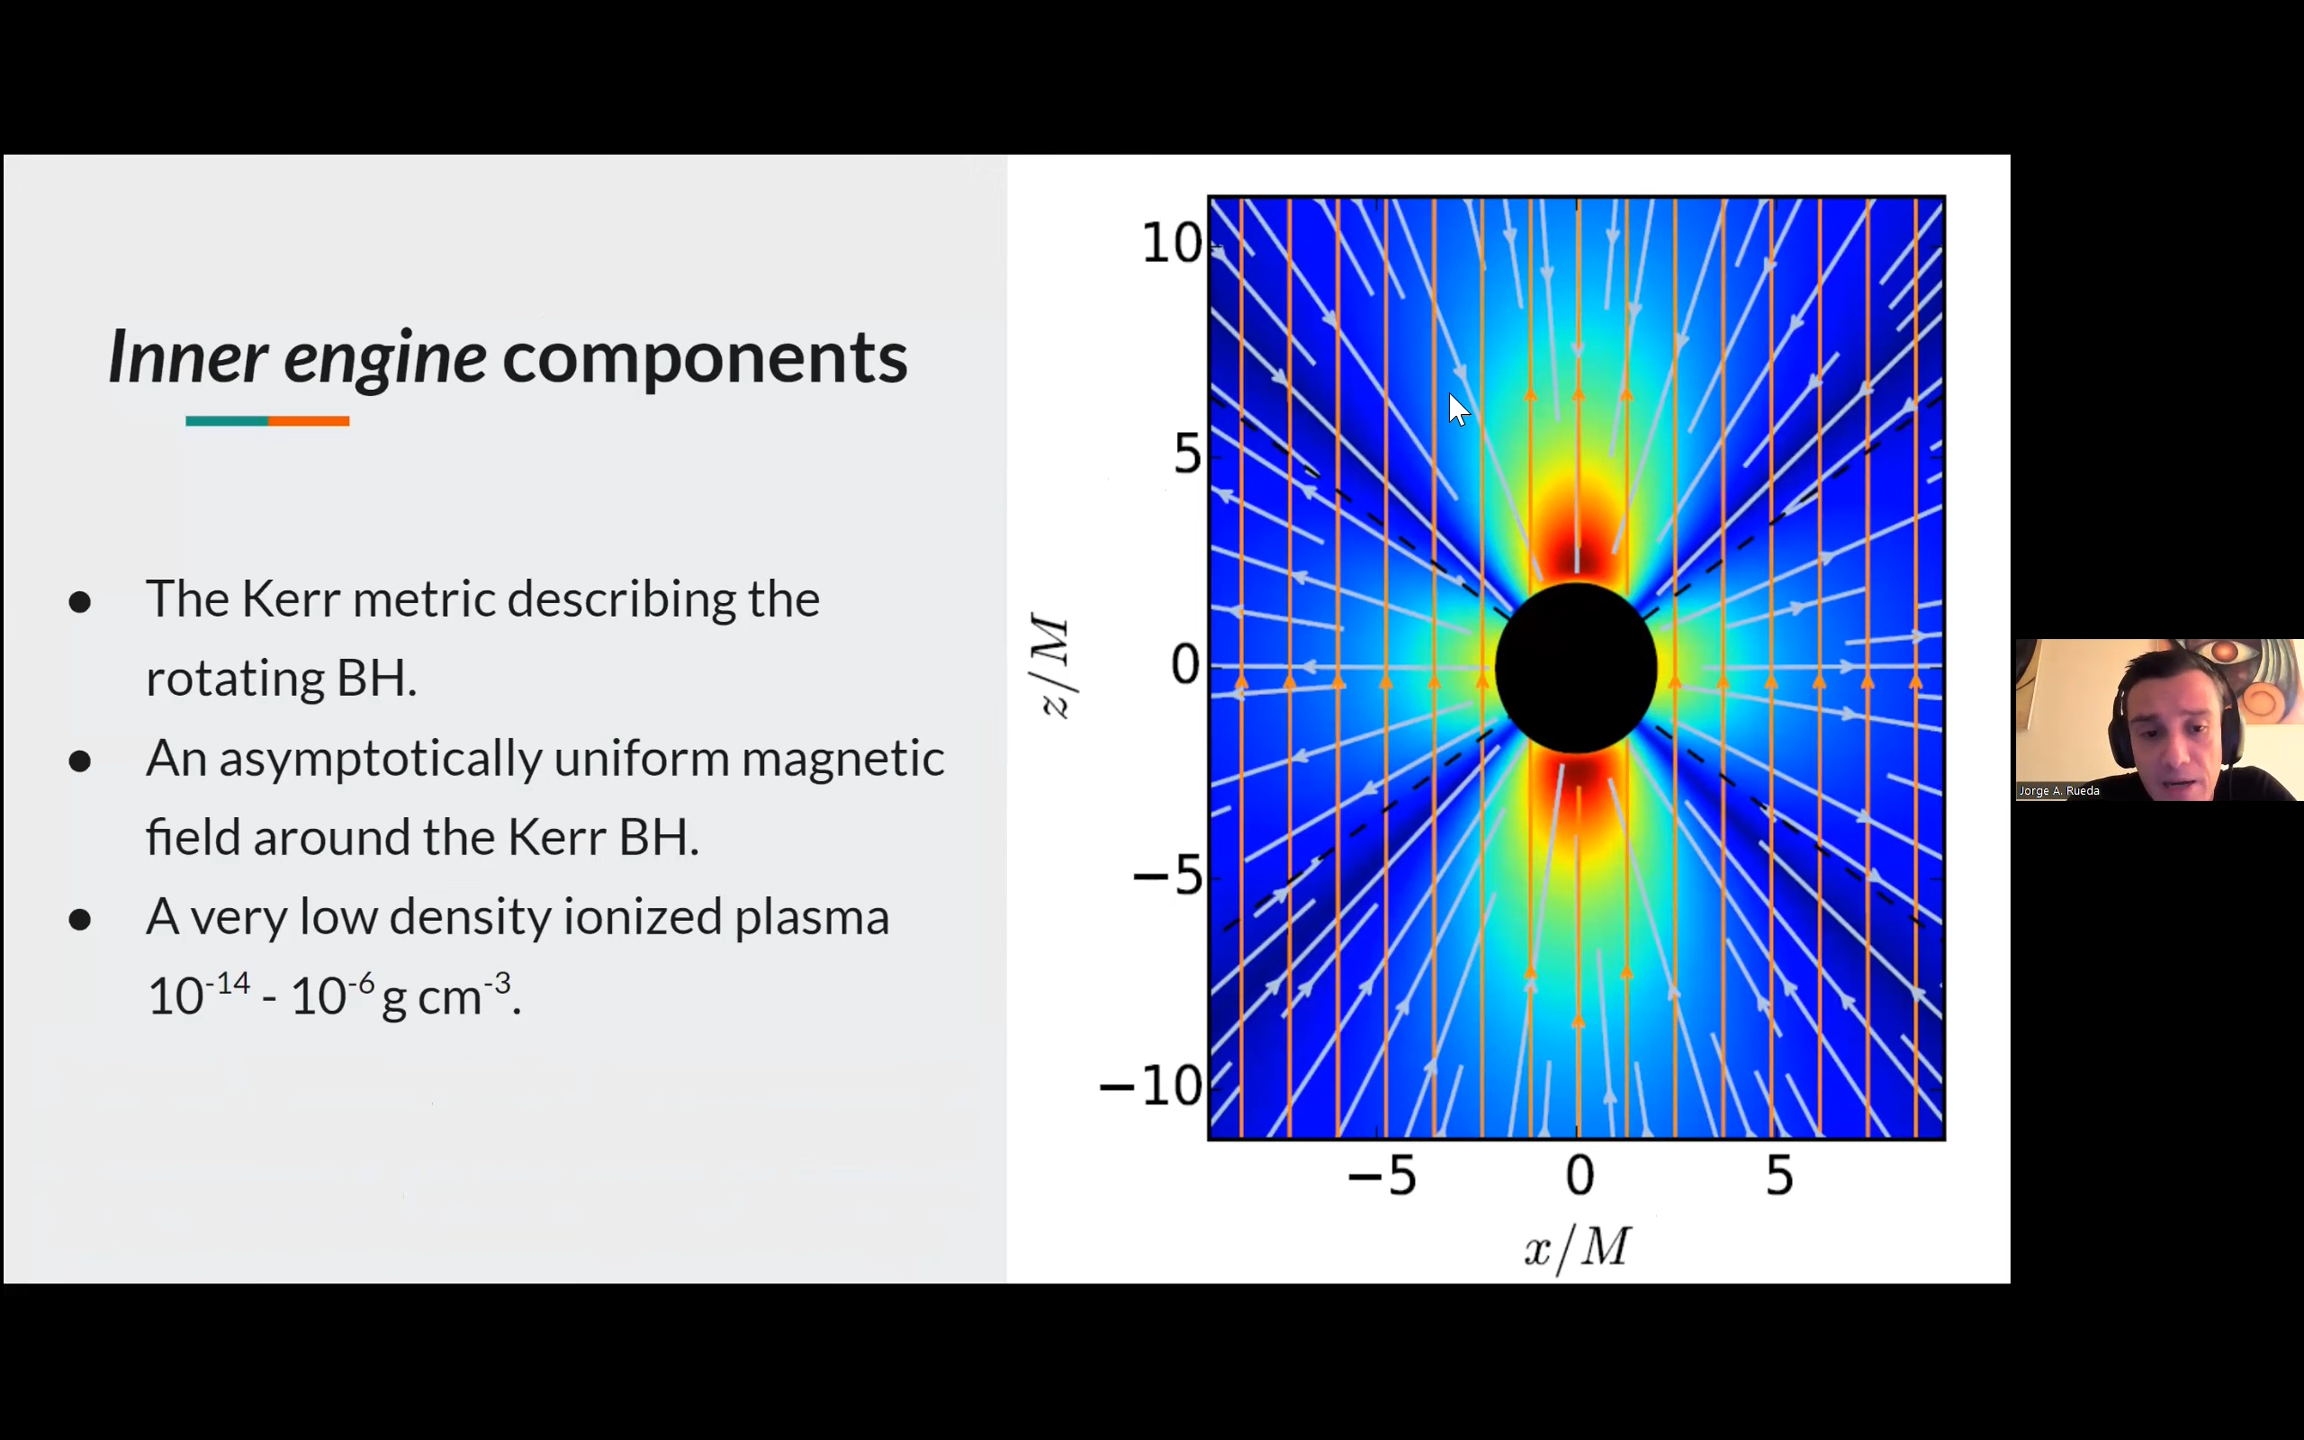 Inner engine components
● The Kerr metric describing the
rotating BH.
● An asymptotically uniform magnetic
field around the Kerr BH.
● A very low density ionized plasma
10⁻¹⁴ - 10⁻⁶ g cm⁻³.
10
5
0
−5
−10
z/M
−5 0 5
x/M
Jorge A. Rueda